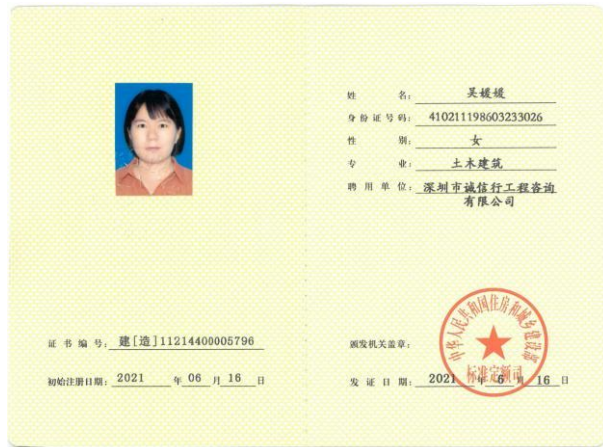 姓 名: 吴媛媛
身份证号码: 410211198603233026
性 别: 女
专 业: 土木建筑
聘用单位: 深圳市诚信行工程咨询
有限公司
证书编号: 建[造]11214400005796
初始注册日期: 2021 年 06 月 16 日
颁发机关盖章:
中华人民共和国住房和城乡建设部
标准定额司
发证日期: 2021 年 6 月 16 日